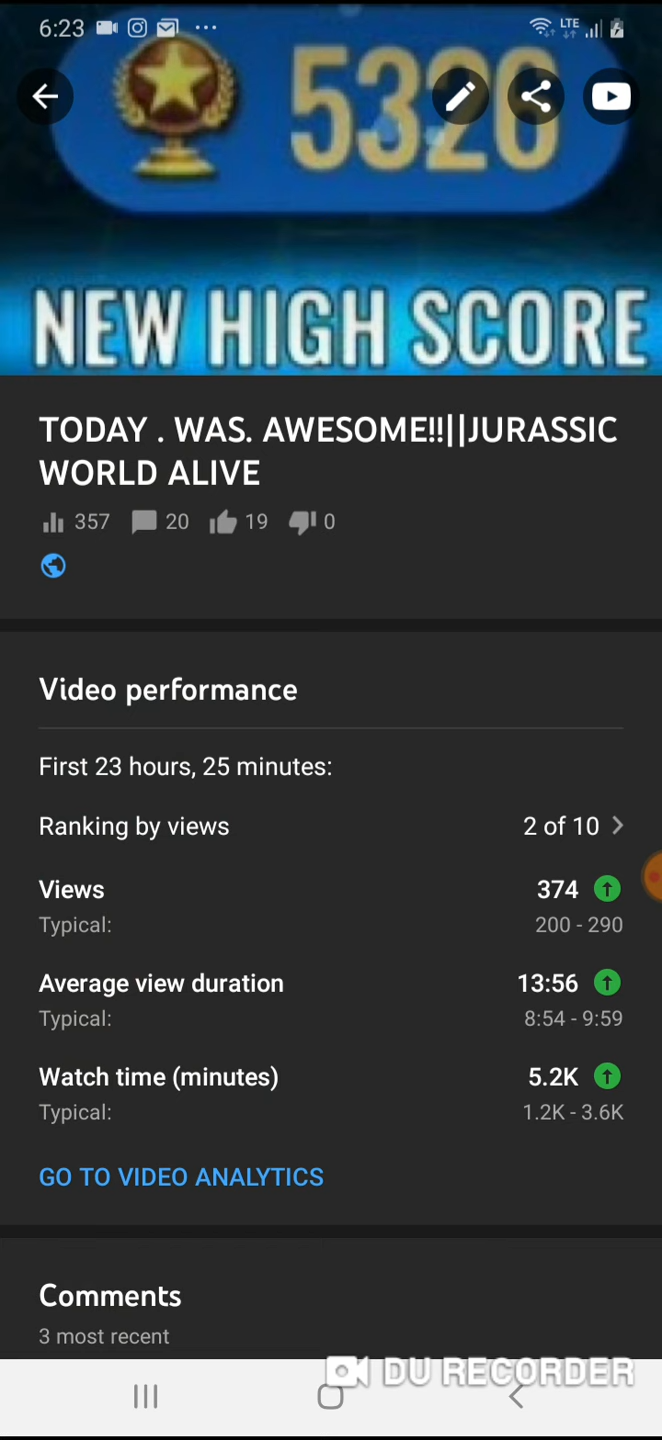 6:23
LTE
5320
NEW HIGH SCORE
TODAY . WAS. AWESOME!!||JURASSIC
WORLD ALIVE
357 20 19 0
Video performance
First 23 hours, 25 minutes:
Ranking by views 2 of 10
Views 374
Typical: 200 - 290
Average view duration 13:56
Typical: 8:54 - 9:59
Watch time (minutes) 5.2K
Typical: 1.2K - 3.6K
GO TO VIDEO ANALYTICS
Comments
3 most recent
DU RECORDER